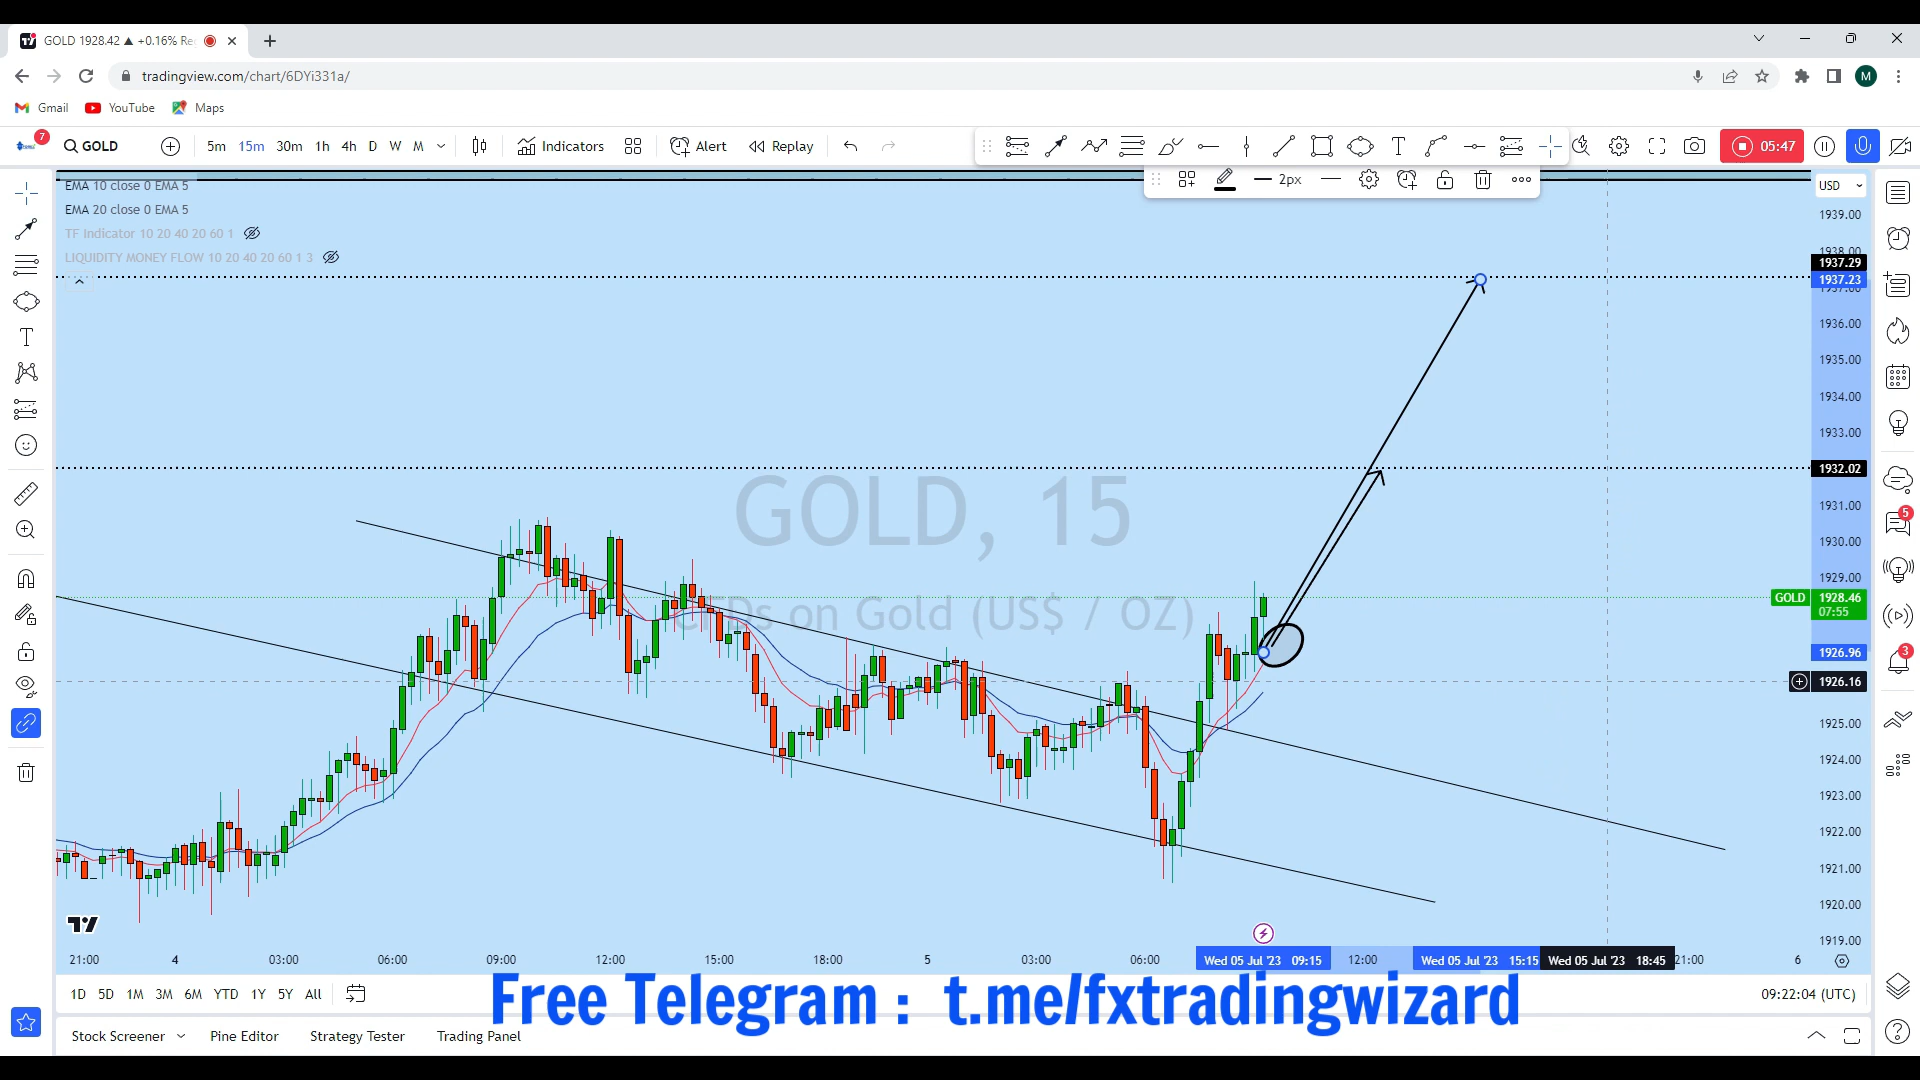 GOLD 1928.42 ▲ +0.16% Re
tradingview.com/chart/6DYi331a/
M
Gmail YouTube Maps
7
GOLD 5m 15m 30m 1h 4h D W M Indicators Alert Replay 05:47
2px
EMA 10 close 0 EMA 5
EMA 20 close 0 EMA 5
TF Indicator 10 20 40 20 60 1
LIQUIDITY MONEY FLOW 10 20 40 20 60 1 3
USD
1939.00
1938.00
1937.29
1937.23
1937.00
1936.00
1935.00
1934.00
1933.00
1932.02
1931.00
1930.00
1929.00
GOLD 1928.46
07:55
1926.96
1926.16
1925.00
1924.00
1923.00
1922.00
1921.00
1920.00
1919.00
GOLD, 15
CFDs on Gold (US$ / OZ)
5
3
21:00 4 03:00 06:00 09:00 12:00 15:00 18:00 5 03:00 06:00 Wed 05 Jul '23 09:15 12:00 Wed 05 Jul '23 15:15 Wed 05 Jul '23 18:45 21:00 6
1D 5D 1M 3M 6M YTD 1Y 5Y All
09:22:04 (UTC)
Free Telegram : t.me/fxtradingwizard
Stock Screener Pine Editor Strategy Tester Trading Panel